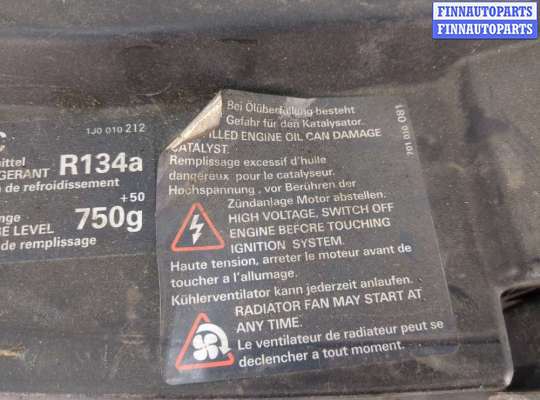 FINNAUTOPARTS
FINNAUTOPARTS
C
1J0 010 212
mittel
GERANT R134a
de refroidissement
+50
nge
E LEVEL 750g
de remplissage
Bei Ölüberfüllung besteht
Gefahr für den Katalysator.
ILLED ENGINE OIL CAN DAMAGE
CATALYST.
Remplissage excessif d'huile
dangereux pour le catalyseur.
Hochspannung, vor Berühren der
Zündanlage Motor abstellen.
HIGH VOLTAGE, SWITCH OFF
ENGINE BEFORE TOUCHING
IGNITION SYSTEM.
Haute tension, arreter le moteur avant de
toucher a l'allumage.
Kühlerventilator kann jederzeit anlaufen.
RADIATOR FAN MAY START AT
ANY TIME.
Le ventilateur de radiateur peut se
declencher a tout moment.
701 010 081